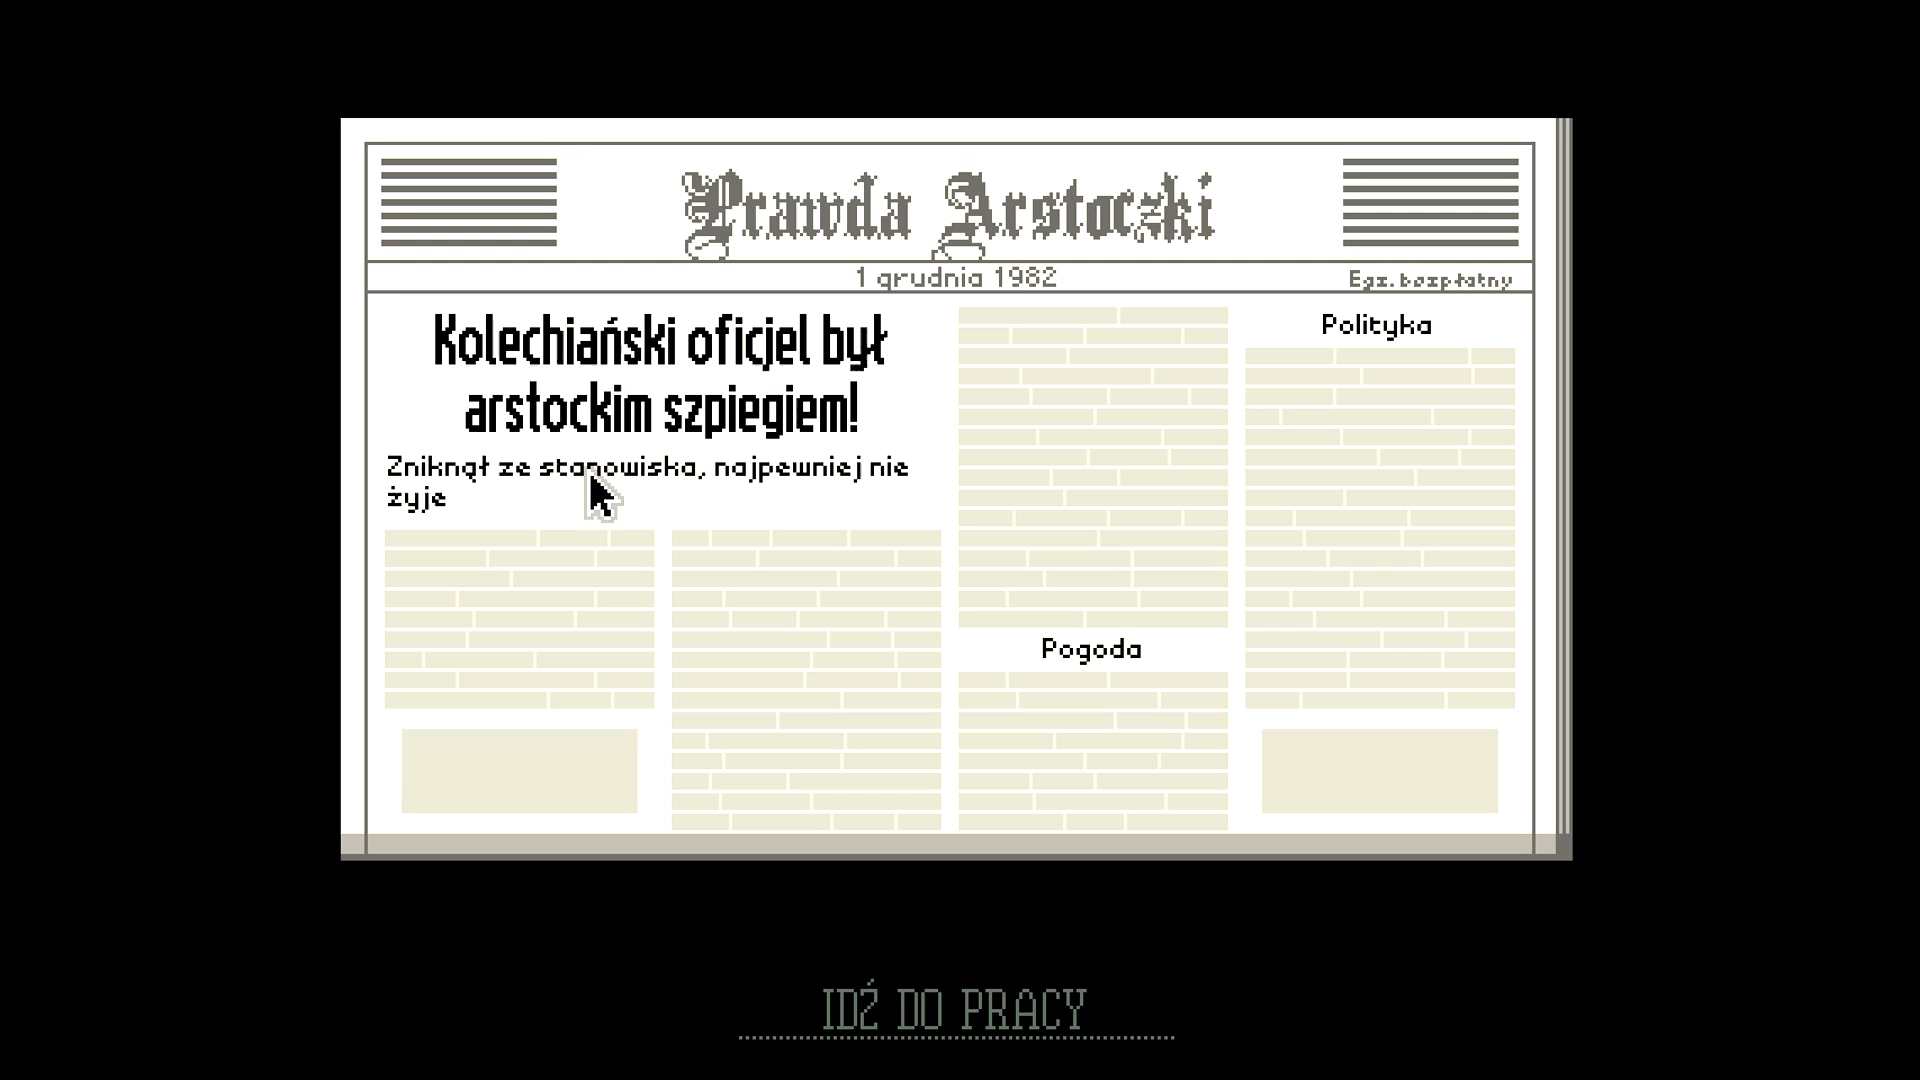 Prawda Arstoczki
1 grudnia 1982
Egz. bezpłatny
Kolechiański oficjel był
arstockim szpiegiem!
Zniknął ze stanowiska, najpewniej nie
żyje
Pogoda
Polityka
IDŹ DO PRACY